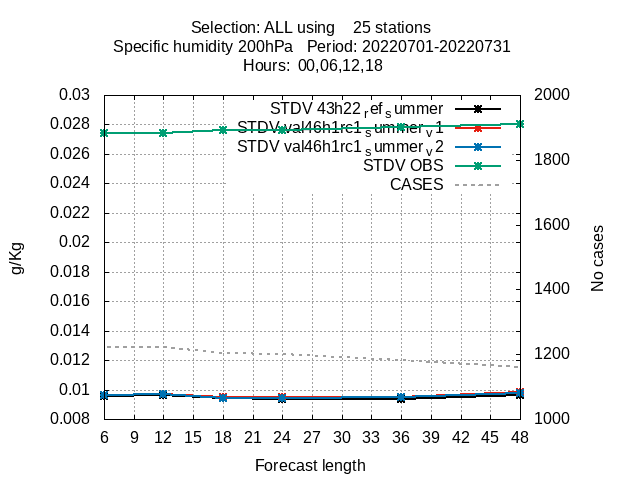 Selection: ALL using    25 stations
Specific humidity 200hPa   Period: 20220701-20220731
Hours: 00,06,12,18
0.03
0.028
0.026
0.024
0.022
0.02
0.018
0.016
0.014
0.012
0.01
0.008
g/Kg
STDV 43h22refsummer
STDV val46h1rc1summerv1
STDV val46h1rc1summerv2
STDV OBS
CASES
2000
1800
1600
1400
1200
1000
No cases
6 9 12 15 18 21 24 27 30 33 36 39 42 45 48
Forecast length